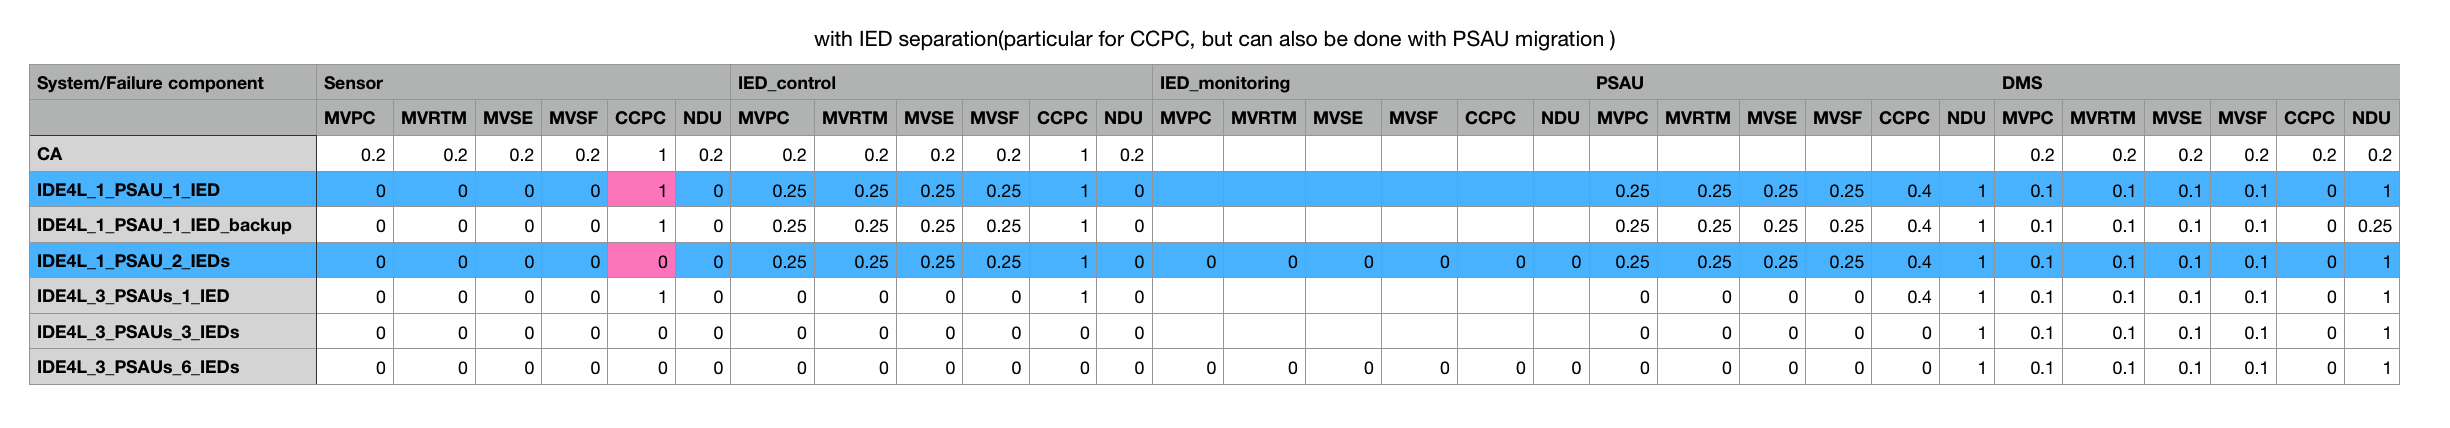 with IED separation(particular for CCPC, but can also be done with PSAU migration )
System/Failure component Sensor IED_control IED_monitoring PSAU DMS
MVPC MVRTM MVSE MVSF CCPC NDU MVPC MVRTM MVSE MVSF CCPC NDU MVPC MVRTM MVSE MVSF CCPC NDU MVPC MVRTM MVSE MVSF CCPC NDU MVPC MVRTM MVSE MVSF CCPC NDU
CA 0.2 0.2 0.2 0.2 1 0.2 0.2 0.2 0.2 0.2 1 0.2 0.2 0.2 0.2 0.2 0.2 0.2
IDE4L_1_PSAU_1_IED 0 0 0 0 1 0 0.25 0.25 0.25 0.25 1 0 0.25 0.25 0.25 0.25 0.4 1 0.1 0.1 0.1 0.1 0 1
IDE4L_1_PSAU_1_IED_backup 0 0 0 0 1 0 0.25 0.25 0.25 0.25 1 0 0.25 0.25 0.25 0.25 0.4 1 0.1 0.1 0.1 0.1 0 0.25
IDE4L_1_PSAU_2_IEDs 0 0 0 0 0 0 0.25 0.25 0.25 0.25 1 0 0 0 0 0 0 0 0.25 0.25 0.25 0.25 0.4 1 0.1 0.1 0.1 0.1 0 1
IDE4L_3_PSAUs_1_IED 0 0 0 0 1 0 0 0 0 0 1 0 0 0 0 0 0.4 1 0.1 0.1 0.1 0.1 0 1
IDE4L_3_PSAUs_3_IEDs 0 0 0 0 0 0 0 0 0 0 0 0 0 0 0 0 0 1 0.1 0.1 0.1 0.1 0 1
IDE4L_3_PSAUs_6_IEDs 0 0 0 0 0 0 0 0 0 0 0 0 0 0 0 0 0 0 0 0 0 0 0 1 0.1 0.1 0.1 0.1 0 1